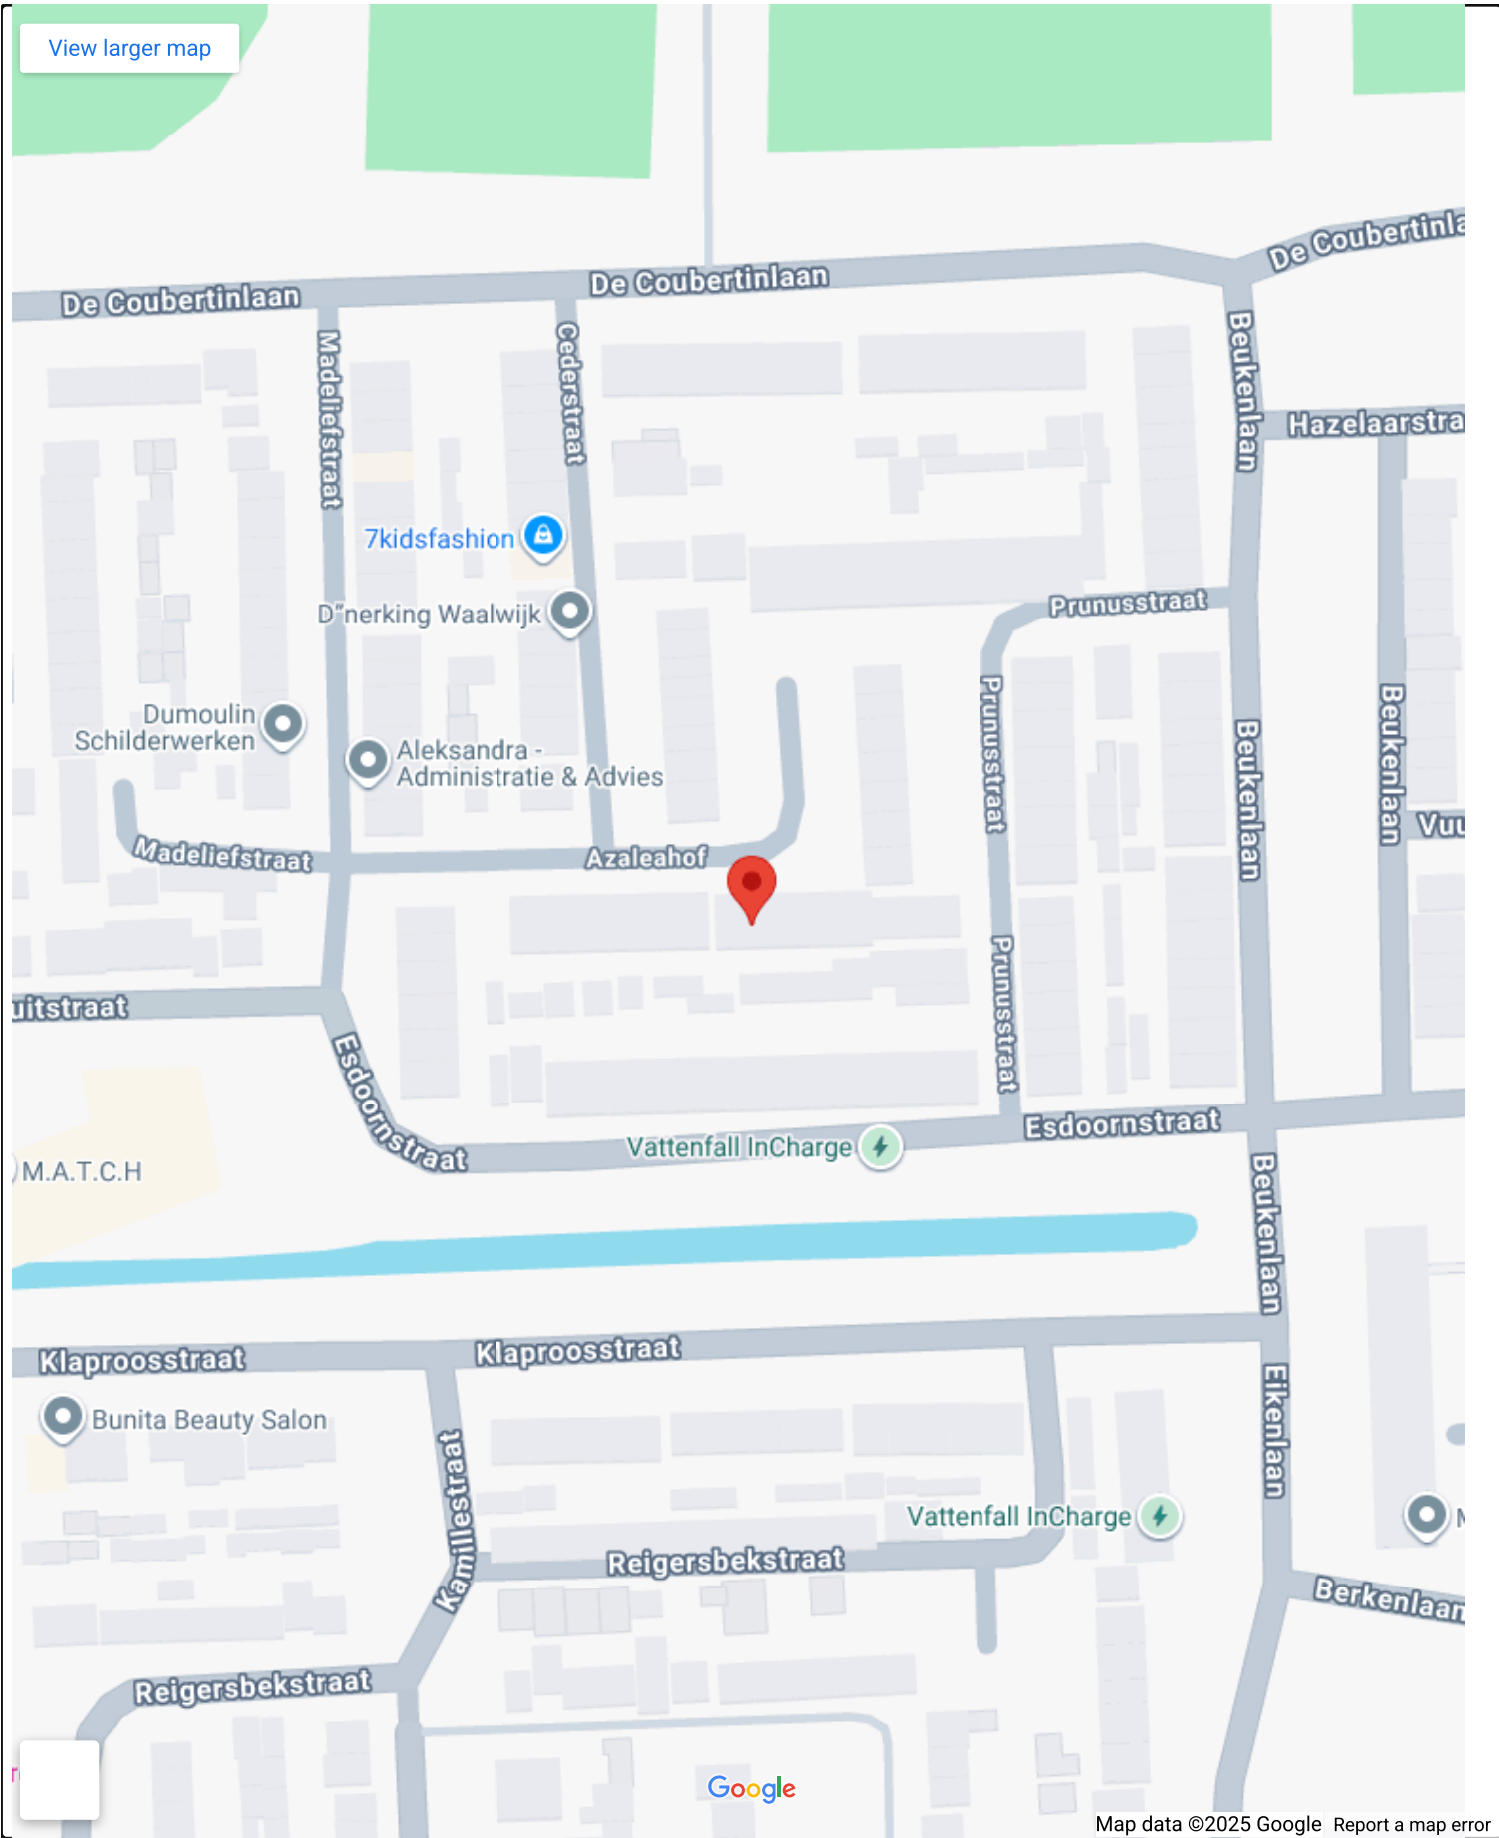 View larger map
De Coubertinla
De Coubertinlaan
De Coubertinlaan
Madeliefstraat
Cederstraat
Beukenlaan
Hazelaarstra
7kidsfashion
D"nerking Waalwijk
Prunusstraat
Prunusstraat
Beukenlaan
Beukenlaan
Dumoulin
Schilderwerken
Aleksandra -
Administratie & Advies
Vuu
Madeliefstraat
Azaleahof
Prunusstraat
uitstraat
Esdoornstraat
Esdoornstraat
Vattenfall InCharge
M.A.T.C.H
Beukenlaan
Klaproosstraat
Klaproosstraat
Eikenlaan
Bunita Beauty Salon
Kamillestraat
Vattenfall InCharge
Reigersbekstraat
Berkenlaan
Reigersbekstraat
Google
Map data ©2025 Google
Report a map error